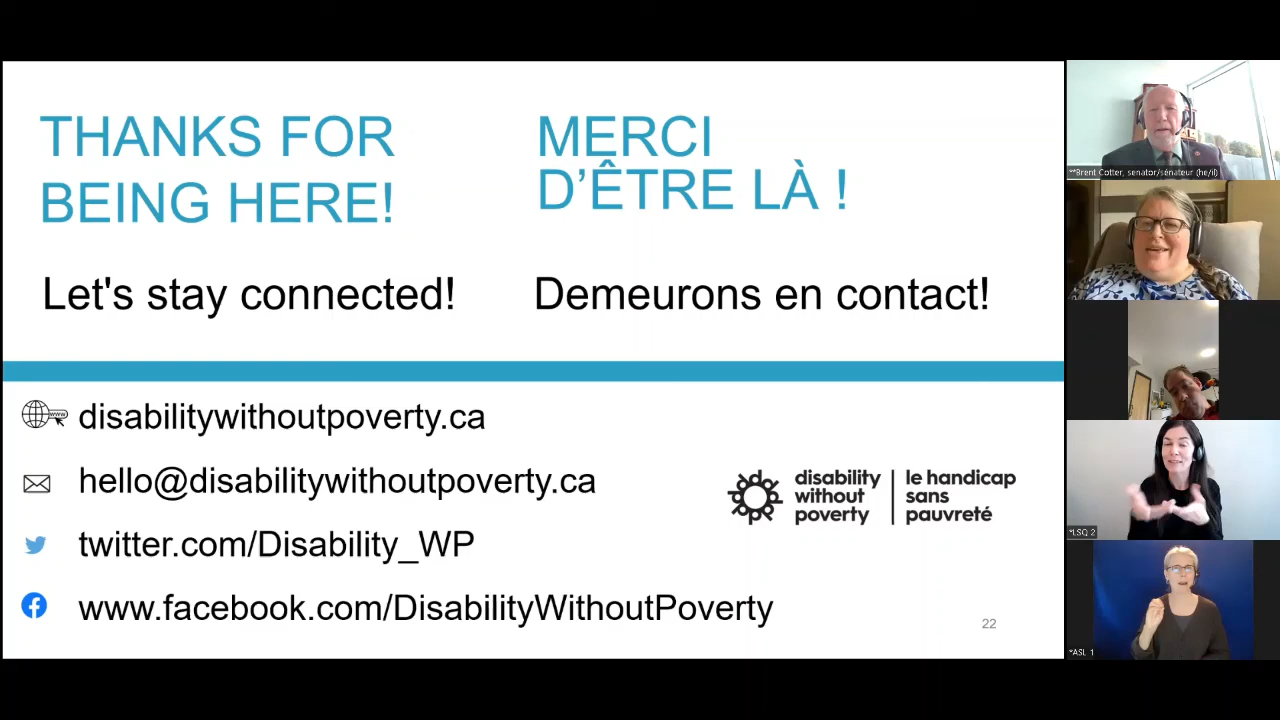 THANKS FOR
BEING HERE!
MERCI
D’ÊTRE LÀ !
Let's stay connected!
Demeurons en contact!
www
disabilitywithoutpoverty.ca
hello@disabilitywithoutpoverty.ca
twitter.com/Disability_WP
www.facebook.com/DisabilityWithoutPoverty
disability
without
poverty
le handicap
sans
pauvreté
22
**Brent Cotter, senator/sénateur (he/il)
*LSQ 2
*ASL 1